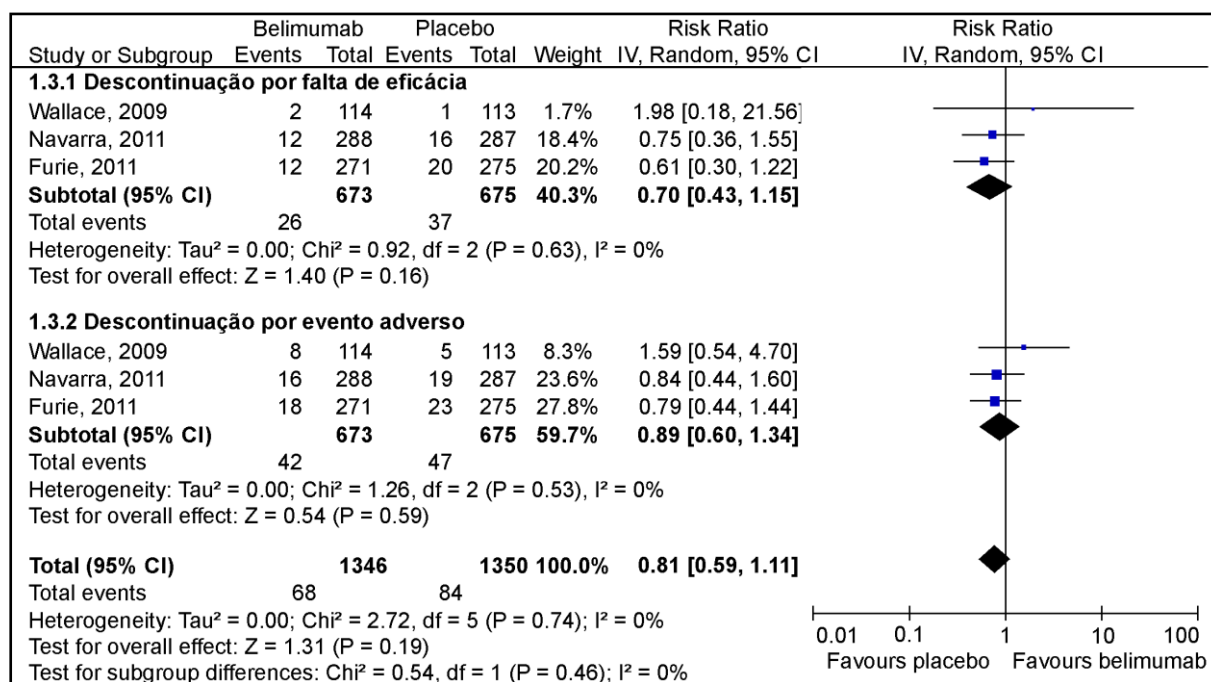 Belimumab Placebo Risk Ratio Risk Ratio
Study or Subgroup Events Total Events Total Weight IV, Random, 95% CI IV, Random, 95% CI
1.3.1 Descontinuação por falta de eficácia
Wallace, 2009 2 114 1 113 1.7% 1.98 [0.18, 21.56]
Navarra, 2011 12 288 16 287 18.4% 0.75 [0.36, 1.55]
Furie, 2011 12 271 20 275 20.2% 0.61 [0.30, 1.22]
Subtotal (95% CI) 673 675 40.3% 0.70 [0.43, 1.15]
Total events 26 37
Heterogeneity: Tau² = 0.00; Chi² = 0.92, df = 2 (P = 0.63), I² = 0%
Test for overall effect: Z = 1.40 (P = 0.16)
1.3.2 Descontinuação por evento adverso
Wallace, 2009 8 114 5 113 8.3% 1.59 [0.54, 4.70]
Navarra, 2011 16 288 19 287 23.6% 0.84 [0.44, 1.60]
Furie, 2011 18 271 23 275 27.8% 0.79 [0.44, 1.44]
Subtotal (95% CI) 673 675 59.7% 0.89 [0.60, 1.34]
Total events 42 47
Heterogeneity: Tau² = 0.00; Chi² = 1.26, df = 2 (P = 0.53), I² = 0%
Test for overall effect: Z = 0.54 (P = 0.59)
Total (95% CI) 1346 1350 100.0% 0.81 [0.59, 1.11]
Total events 68 84
Heterogeneity: Tau² = 0.00; Chi² = 2.72, df = 5 (P = 0.74); I² = 0%
Test for overall effect: Z = 1.31 (P = 0.19)
Test for subgroup differences: Chi² = 0.54, df = 1 (P = 0.46); I² = 0%
0.01 0.1 1 10 100
Favours placebo Favours belimumab